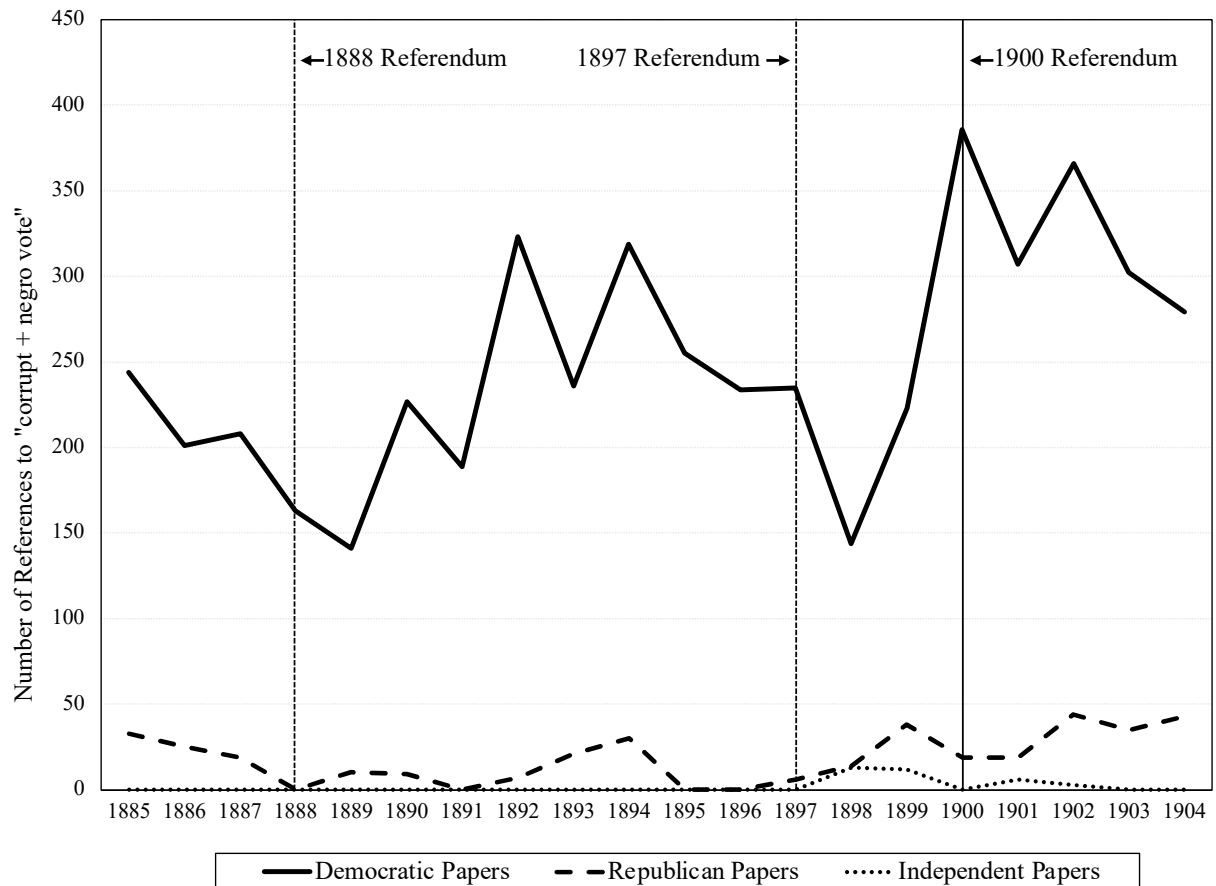 450
400
350
300
250
200
150
100
50
0
Number of References to "corrupt + negro vote"
1888 Referendum
1897 Referendum
1900 Referendum
1885 1886 1887 1888 1889 1890 1891 1892 1893 1894 1895 1896 1897 1898 1899 1900 1901 1902 1903 1904
Democratic Papers Republican Papers Independent Papers